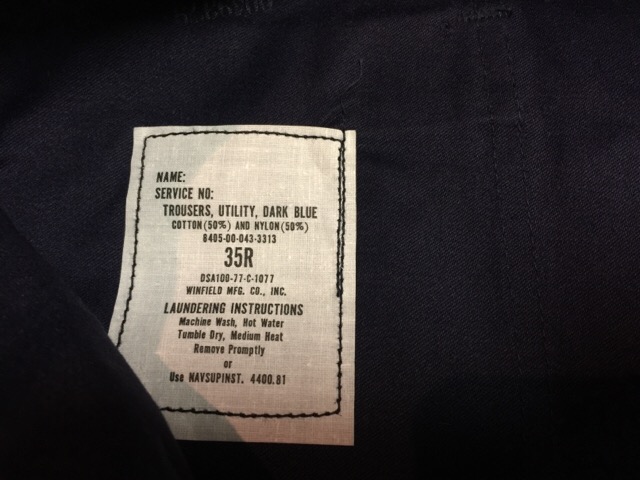 NAME:
SERVICE NO:
TROUSERS, UTILITY, DARK BLUE
COTTON (50%) AND NYLON (50%)
8405-00-043-3313
35R
DSA100-77-C-1077
WINFIELD MFG. CO., INC.
LAUNDERING INSTRUCTIONS
Machine Wash, Hot Water
Tumble Dry, Medium Heat
Remove Promptly
or
Use NAVSUPINST. 4400.81